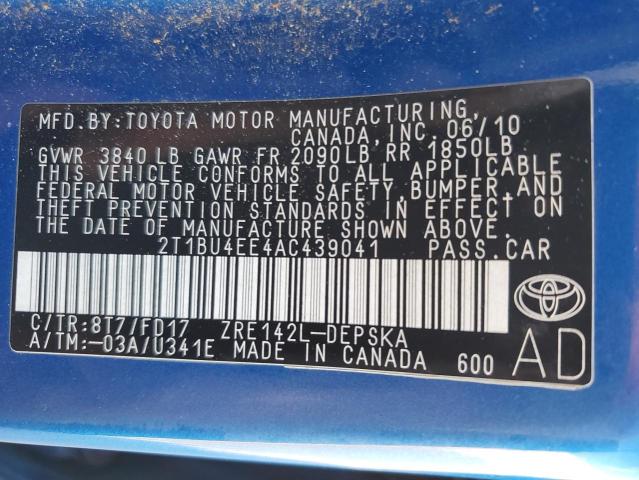 MFD.BY:TOYOTA MOTOR MANUFACTURING,
CANADA,INC. 06/10
GVWR 3840 LB GAWR FR 2090LB RR 1850LB
THIS VEHICLE CONFORMS TO ALL APPLICABLE
FEDERAL MOTOR VEHICLE SAFETY,BUMPER,AND
THEFT PREVENTION STANDARDS IN EFFECT ON
THE DATE OF MANUFACTURE SHOWN ABOVE.
2T1BU4EE4AC439041 PASS.CAR
C/TR:8T7/FD17 ZRE142L-DEPSKA
A/TM:-03A/U341E MADE IN CANADA 600 AD